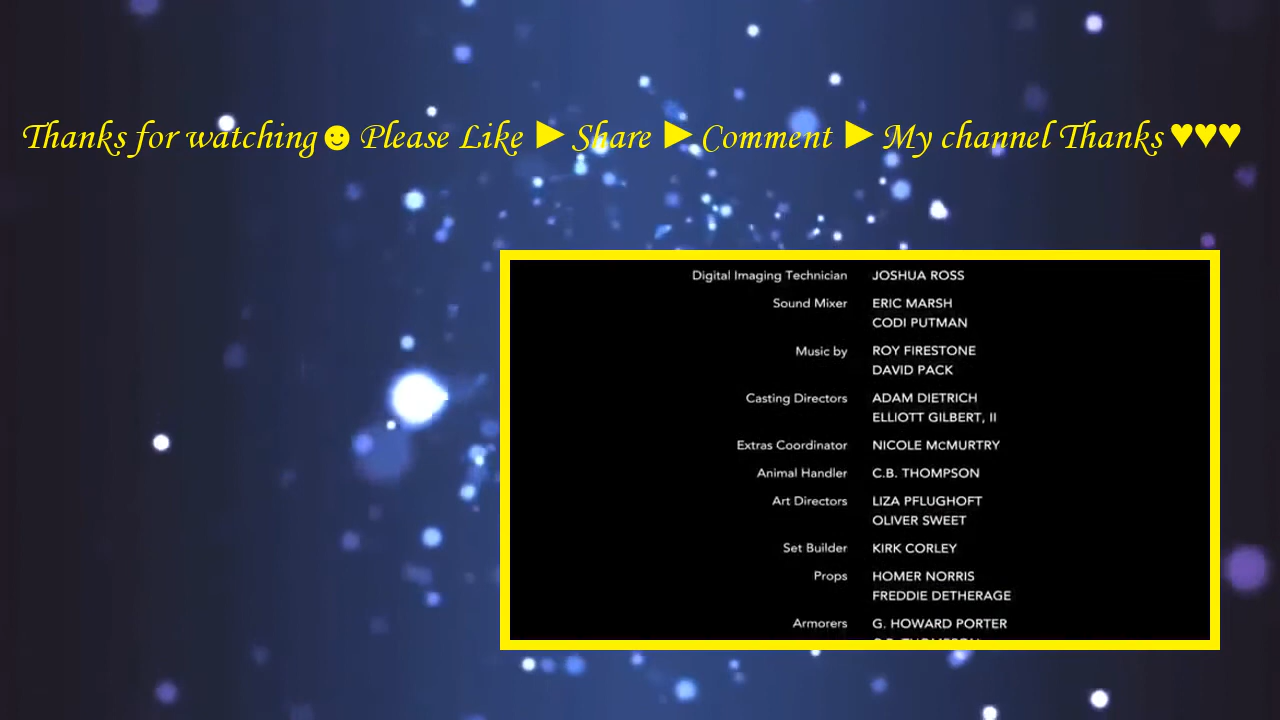 Thanks for watching☻Please Like ►Share ►Comment ►My channel Thanks♥♥♥
Digital Imaging Technician JOSHUA ROSS
Sound Mixer ERIC MARSH
CODI PUTMAN
Music by ROY FIRESTONE
DAVID PACK
Casting Directors ADAM DIETRICH
ELLIOTT GILBERT, II
Extras Coordinator NICOLE McMURTRY
Animal Handler C.B. THOMPSON
Art Directors LIZA PFLUGHOFT
OLIVER SWEET
Set Builder KIRK CORLEY
Props HOMER NORRIS
FREDDIE DETHERAGE
Armorers G. HOWARD PORTER